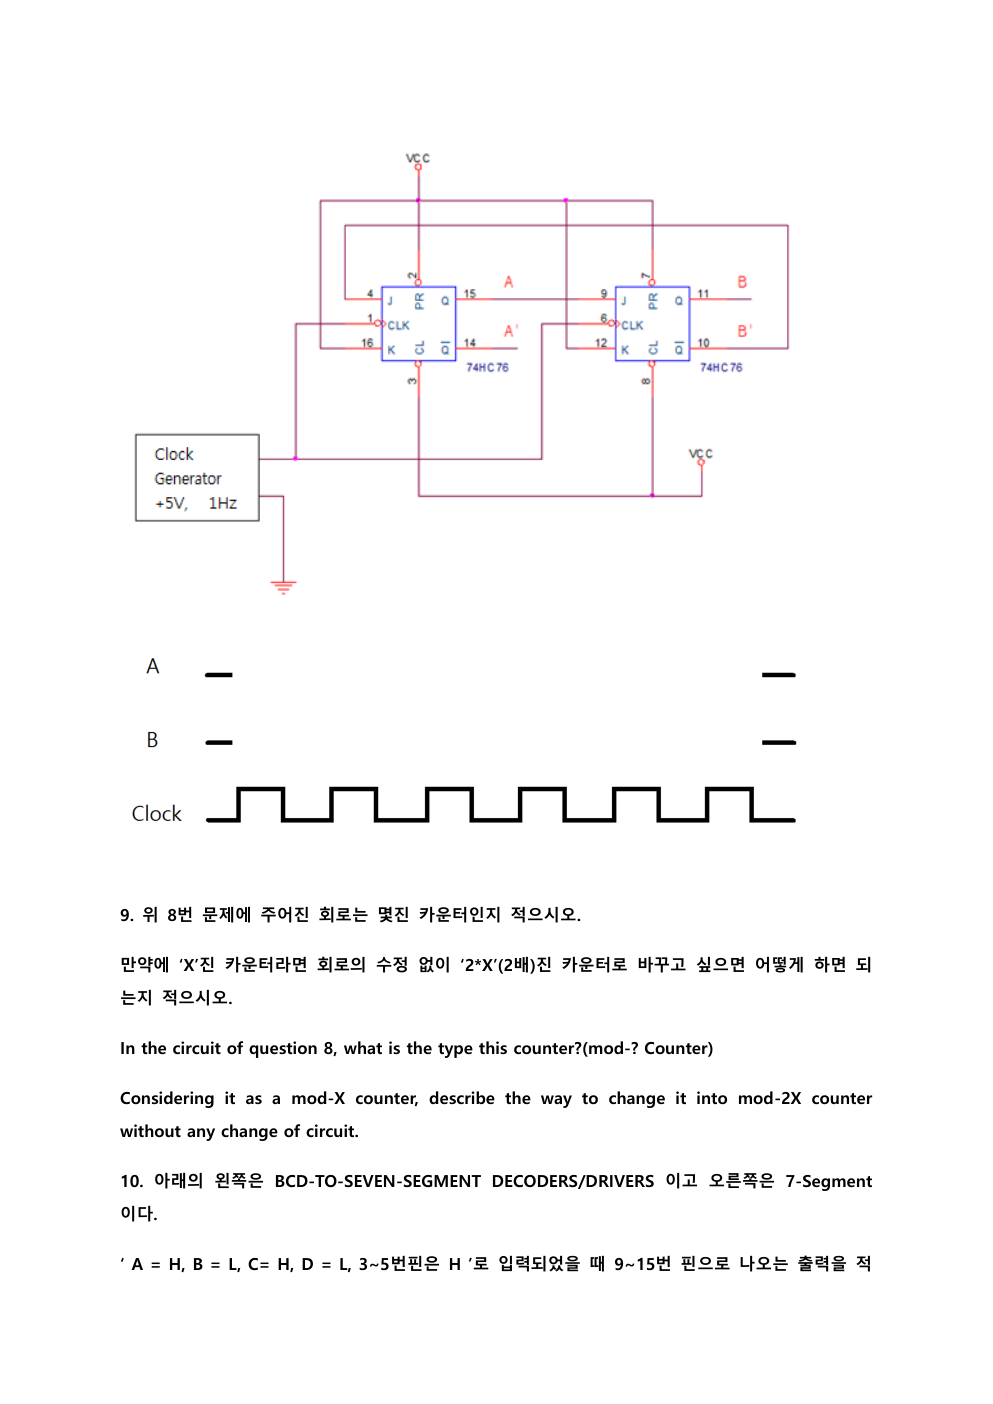 VCC
2
7
A
B
4
J
PR
Q
15
9
J
PR
Q
11
1
CLK
A'
6
CLK
B'
16
K
CL
Q
14
12
K
CL
Q
10
3
74HC76
8
74HC76
Clock
Generator
+5V, 1Hz
VCC
A
B
Clock
9. 위 8번 문제에 주어진 회로는 몇진 카운터인지 적으시오.
만약에 ‘X’진 카운터라면 회로의 수정 없이 ‘2*X’(2배)진 카운터로 바꾸고 싶으면 어떻게 하면 되
는지 적으시오.
In the circuit of question 8, what is the type this counter?(mod-? Counter)
Considering it as a mod-X counter, describe the way to change it into mod-2X counter
without any change of circuit.
10. 아래의 왼쪽은 BCD-TO-SEVEN-SEGMENT DECODERS/DRIVERS 이고 오른쪽은 7-Segment
이다.
‘ A = H, B = L, C= H, D = L, 3~5번핀은 H ’로 입력되었을 때 9~15번 핀으로 나오는 출력을 적